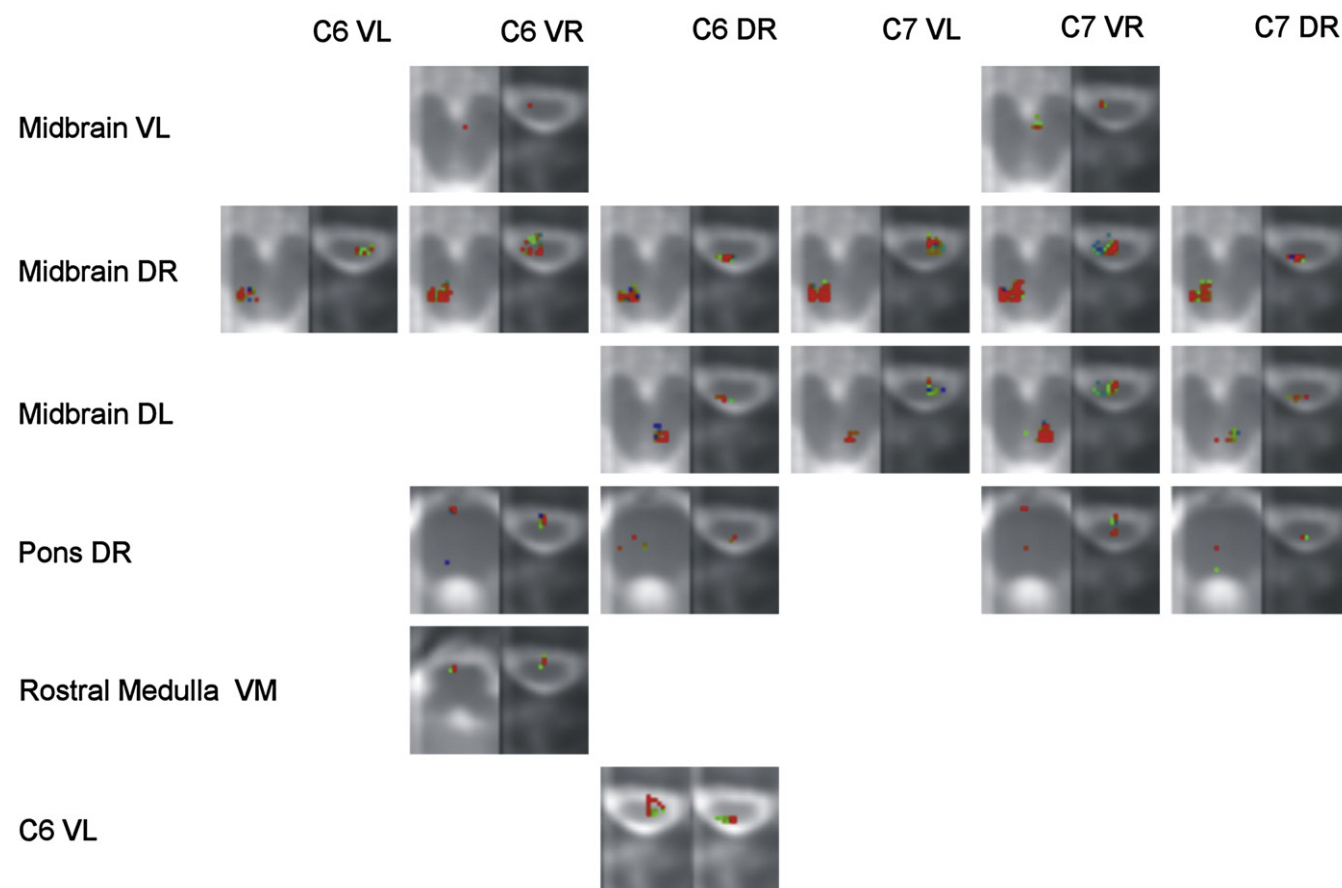 C6 VL C6 VR C6 DR C7 VL C7 VR C7 DR
Midbrain VL
Midbrain DR
Midbrain DL
Pons DR
Rostral Medulla VM
C6 VL